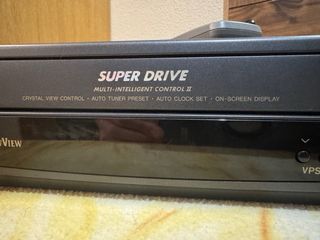 SUPER DRIVE
MULTI-INTELLIGENT CONTROL II
CRYSTAL VIEW CONTROL • AUTO TUNER PRESET • AUTO CLOCK SET • ON-SCREEN DISPLAY
VIEW
VPS